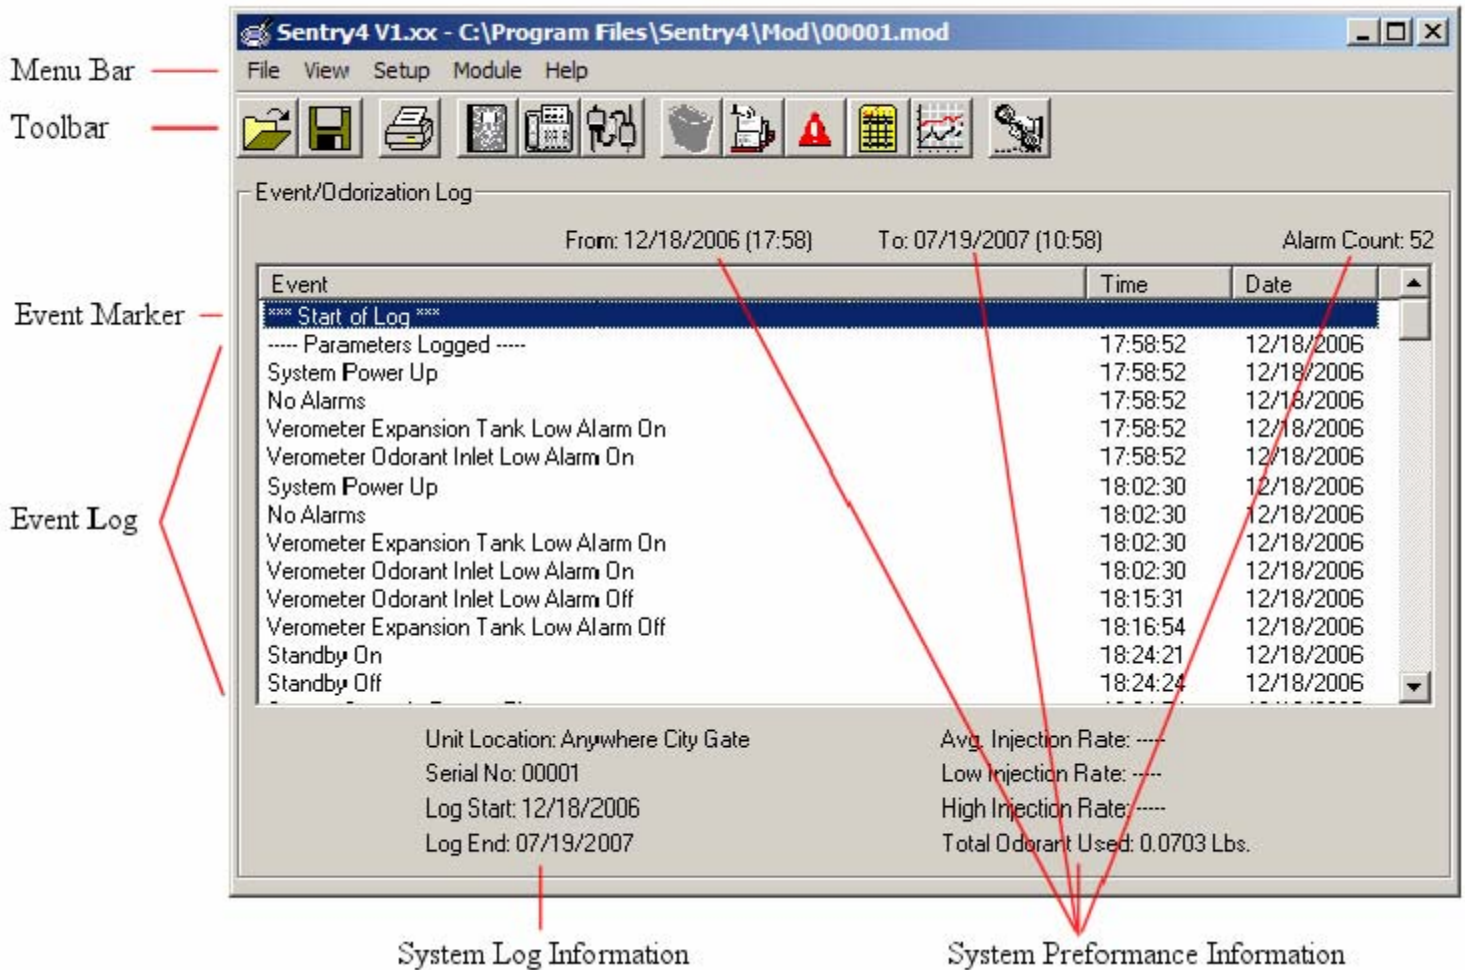 Sentry4 V1.xx - C:\Program Files\Sentry4\Mod\00001.mod
Menu Bar
File View Setup Module Help
Toolbar
Event/Odorization Log
From: 12/18/2006 (17:58) To: 07/19/2007 (10:58) Alarm Count: 52
Event Time Date
Event Marker
*** Start of Log ***
----- Parameters Logged ----- 17:58:52 12/18/2006
System Power Up 17:58:52 12/18/2006
No Alarms 17:58:52 12/18/2006
Verometer Expansion Tank Low Alarm On 17:58:52 12/18/2006
Verometer Odorant Inlet Low Alarm On 17:58:52 12/18/2006
System Power Up 18:02:30 12/18/2006
Event Log
No Alarms 18:02:30 12/18/2006
Verometer Expansion Tank Low Alarm On 18:02:30 12/18/2006
Verometer Odorant Inlet Low Alarm On 18:02:30 12/18/2006
Verometer Odorant Inlet Low Alarm Off 18:15:31 12/18/2006
Verometer Expansion Tank Low Alarm Off 18:16:54 12/18/2006
Standby On 18:24:21 12/18/2006
Standby Off 18:24:24 12/18/2006
Unit Location: Anywhere City Gate Avg. Injection Rate: -----
Serial No: 00001 Low Injection Rate: -----
Log Start: 12/18/2006 High Injection Rate: -----
Log End: 07/19/2007 Total Odorant Used: 0.0703 Lbs.
System Log Information System Preformance Information